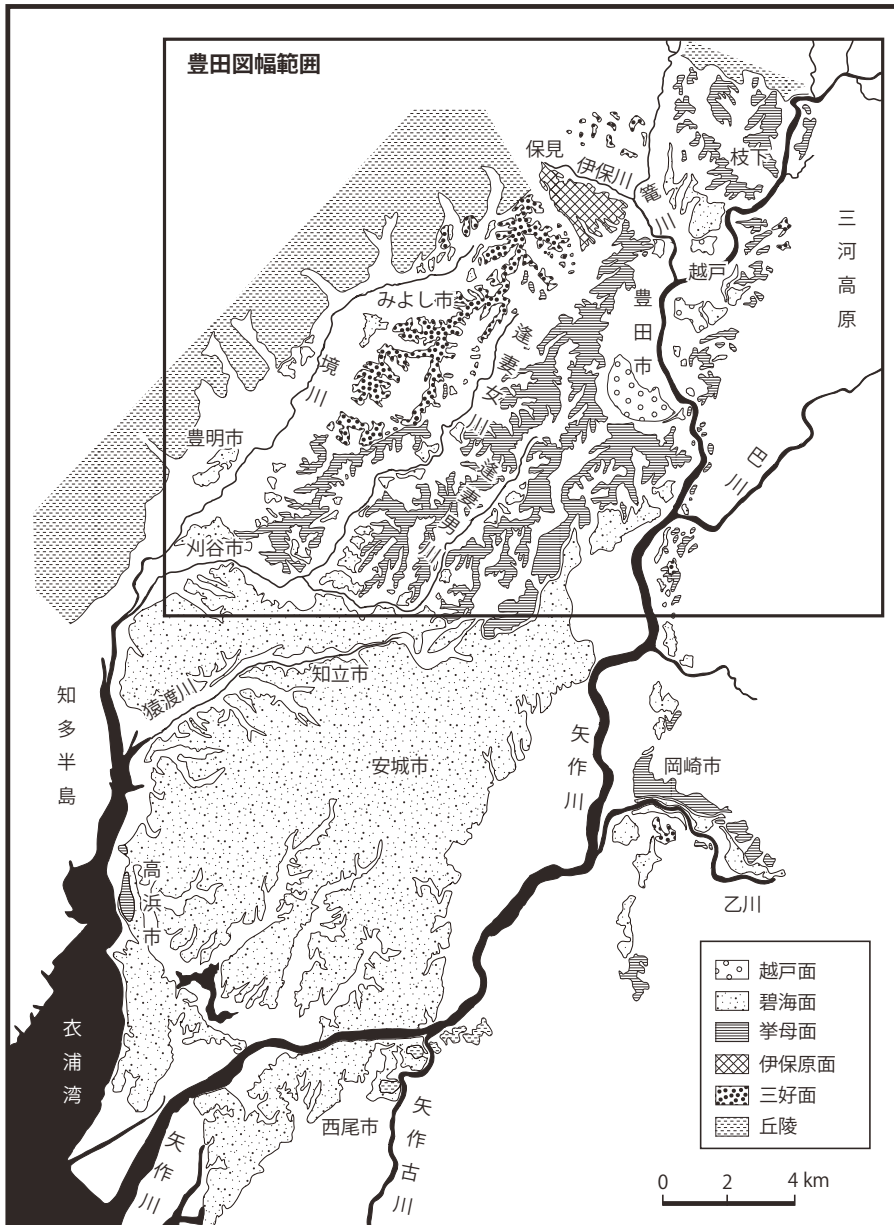 豊田図幅範囲
保見
伊保川
籠川
枝下
越戸
三河高原
みよし市
豊田市
逢妻女川
境川
豊明市
逢妻男川
巴川
刈谷市
知立市
猿渡川
知多半島
安城市
矢作川
岡崎市
高浜市
乙川
衣浦湾
西尾市
矢作古川
矢作川
越戸面
碧海面
挙母面
伊保原面
三好面
丘陵
0 2 4 km